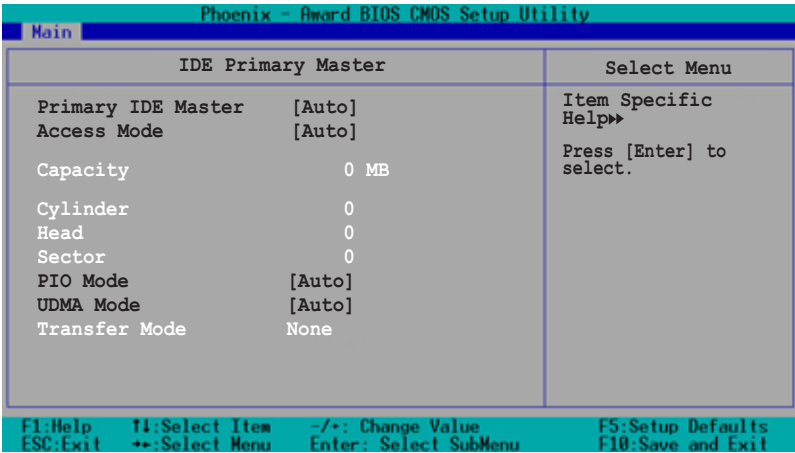 Phoenix - Award BIOS CMOS Setup Utility
Main
IDE Primary Master
Select Menu
Primary IDE Master [Auto]
Access Mode [Auto]
Capacity 0 MB
Cylinder 0
Head 0
Sector 0
PIO Mode [Auto]
UDMA Mode [Auto]
Transfer Mode None
Item Specific
Help▸▸
Press [Enter] to
select.
F1:Help ↑↓:Select Item -/+: Change Value F5:Setup Defaults
ESC:Exit →←:Select Menu Enter: Select SubMenu F10:Save and Exit